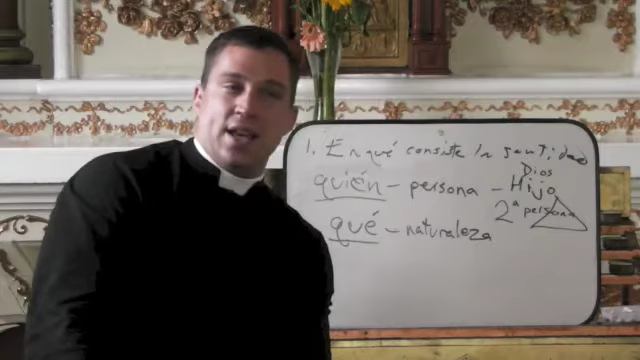 1. En qué consiste la santidad
quién - persona - Dios Hijo
2ª persona
qué - naturaleza